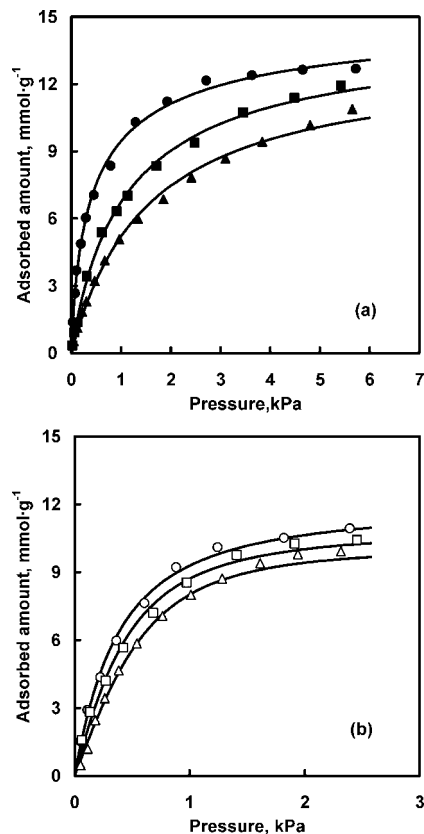 15
12
9
6
3
0
Adsorbed amount, mmol·g-1
(a)
0 1 2 3 4 5 6 7
Pressure,kPa
15
12
9
6
3
0
Adsorbed amount, mmol·g-1
(b)
0 1 2 3
Pressure, kPa